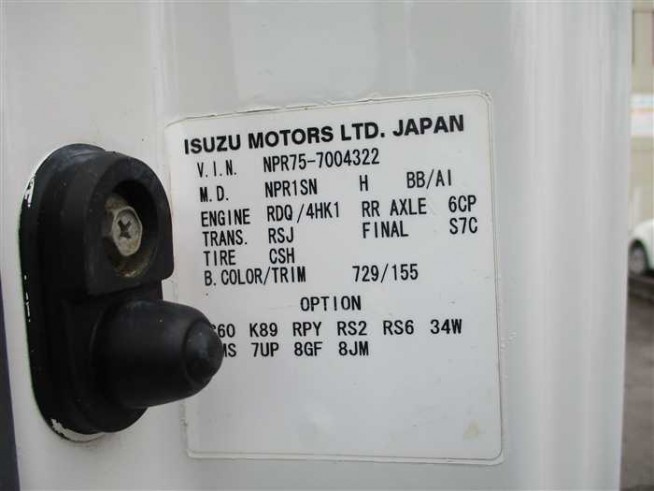 ISUZU MOTORS LTD. JAPAN
V.I.N. NPR75-7004322
M.D. NPR1SN H BB/AI
ENGINE RDQ/4HK1 RR AXLE 6CP
TRANS. RSJ FINAL S7C
TIRE CSH
B.COLOR/TRIM 729/155
OPTION
K89 RPY RS2 RS6 34W
7UP 8GF 8JM